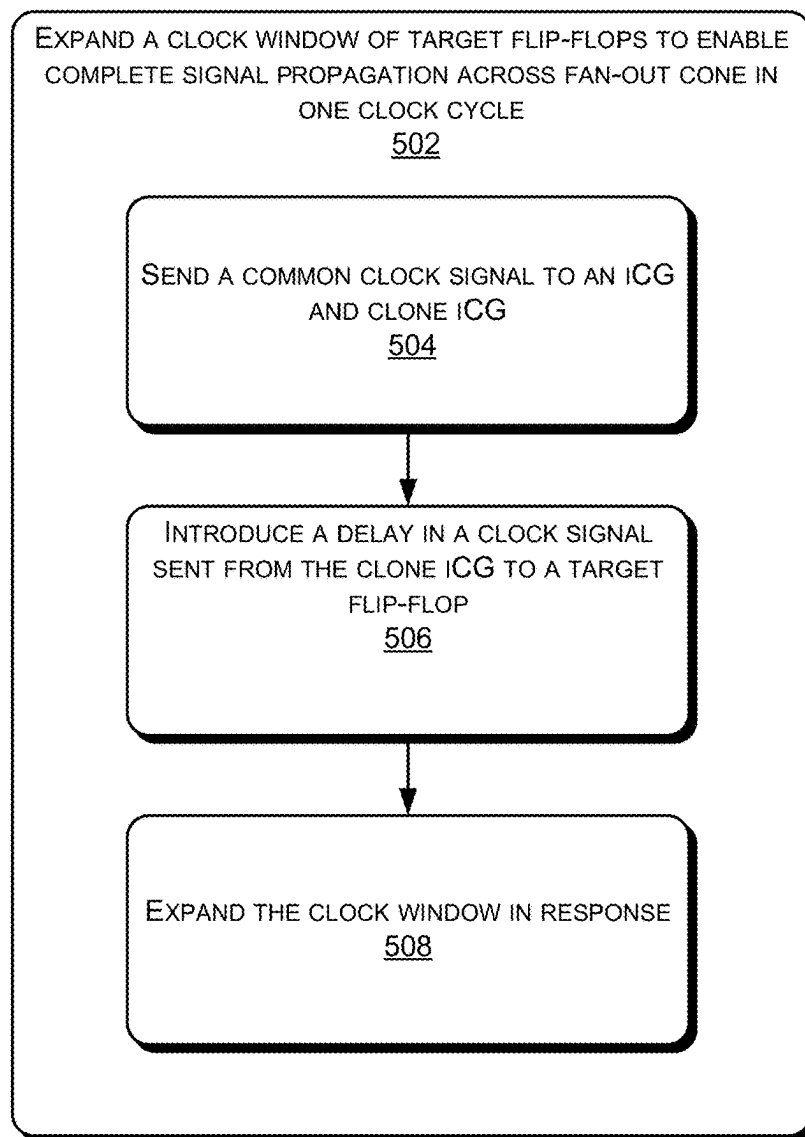 EXPAND A CLOCK WINDOW OF TARGET FLIP-FLOPS TO ENABLE
COMPLETE SIGNAL PROPAGATION ACROSS FAN-OUT CONE IN
ONE CLOCK CYCLE
502
SEND A COMMON CLOCK SIGNAL TO AN ICG
AND CLONE ICG
504
INTRODUCE A DELAY IN A CLOCK SIGNAL
SENT FROM THE CLONE ICG TO A TARGET
FLIP-FLOP
506
EXPAND THE CLOCK WINDOW IN RESPONSE
508